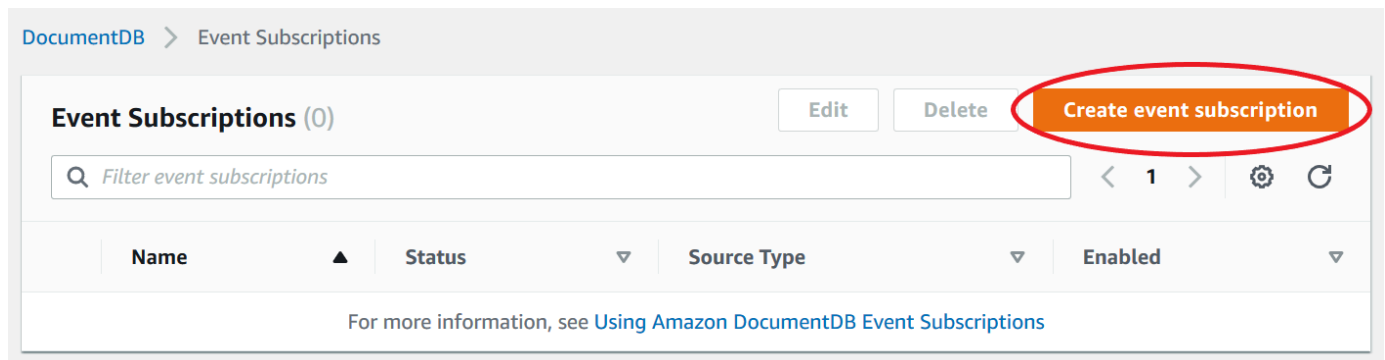 DocumentDB > Event Subscriptions
Event Subscriptions (0) Edit Delete Create event subscription
Filter event subscriptions < 1 >
Name Status Source Type Enabled
For more information, see Using Amazon DocumentDB Event Subscriptions